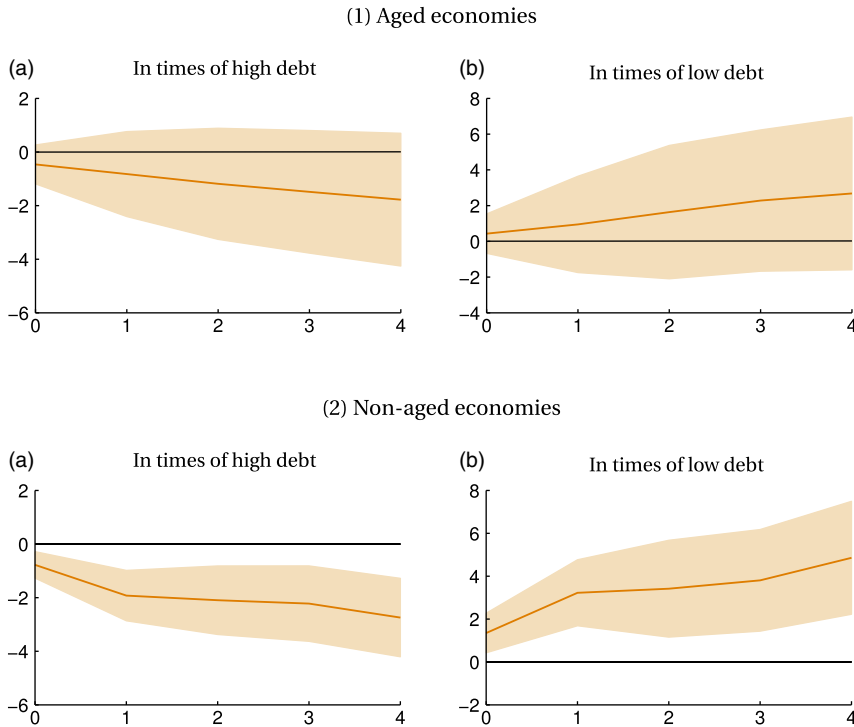 (1) Aged economies
(a) In times of high debt
2
0
−2
−4
−6
0 1 2 3 4
(b) In times of low debt
8
6
4
2
0
−2
−4
0 1 2 3 4
(2) Non-aged economies
(a) In times of high debt
2
0
−2
−4
−6
0 1 2 3 4
(b) In times of low debt
8
6
4
2
0
−2
0 1 2 3 4